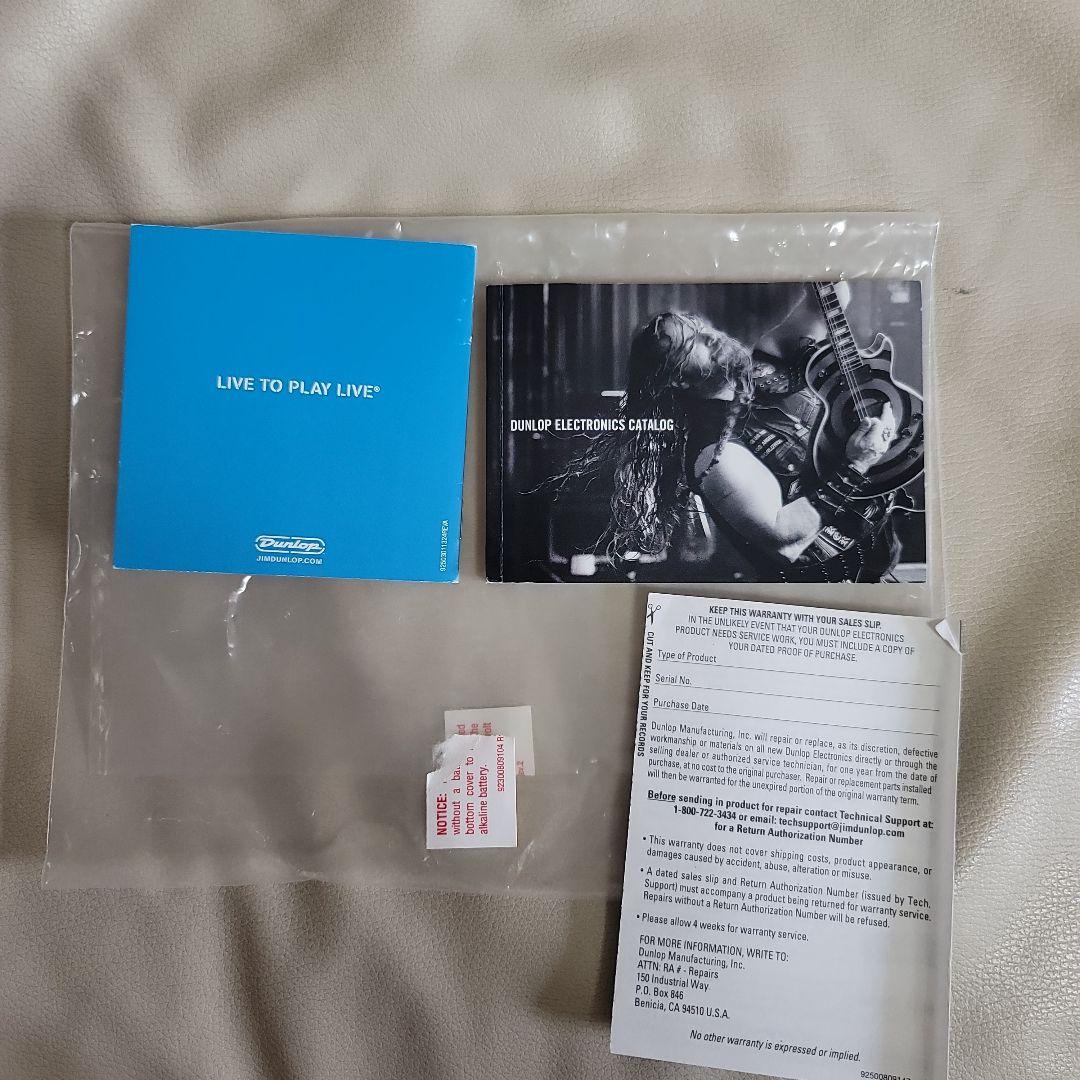 LIVE TO PLAY LIVE®
Dunlop
JIMDUNLOP.COM
92503011324REVA
DUNLOP ELECTRONICS CATALOG
NOTICE:
without a
bottom cover to
alkaline battery.
92300809104 R
KEEP THIS WARRANTY WITH YOUR SALES SLIP.
IN THE UNLIKELY EVENT THAT YOUR DUNLOP ELECTRONICS
PRODUCT NEEDS SERVICE WORK, YOU MUST INCLUDE A COPY OF
YOUR DATED PROOF OF PURCHASE.
CUT AND KEEP FOR YOUR RECORDS
Type of Product
Serial No.
Purchase Date
Dunlop Manufacturing, Inc. will repair or replace, as its discretion, defective
workmanship or materials on all new Dunlop Electronics directly or through the
selling dealer or authorized service technician, for one year from the date of
purchase, at no cost to the original purchaser. Repair or replacement parts installed
will then be warranted for the unexpired portion of the original warranty term.
Before sending in product for repair contact Technical Support at:
1-800-722-3434 or email: techsupport@jimdunlop.com
for a Return Authorization Number
• This warranty does not cover shipping costs, product appearance, or
damages caused by accident, abuse, alteration or misuse.
• A dated sales slip and Return Authorization Number (issued by Tech.
Support) must accompany a product being returned for warranty service.
Repairs without a Return Authorization Number will be refused.
• Please allow 4 weeks for warranty service.
FOR MORE INFORMATION, WRITE TO:
Dunlop Manufacturing, Inc.
ATTN: RA # - Repairs
150 Industrial Way
P.O. Box 846
Benicia, CA 94510 U.S.A.
No other warranty is expressed or implied.